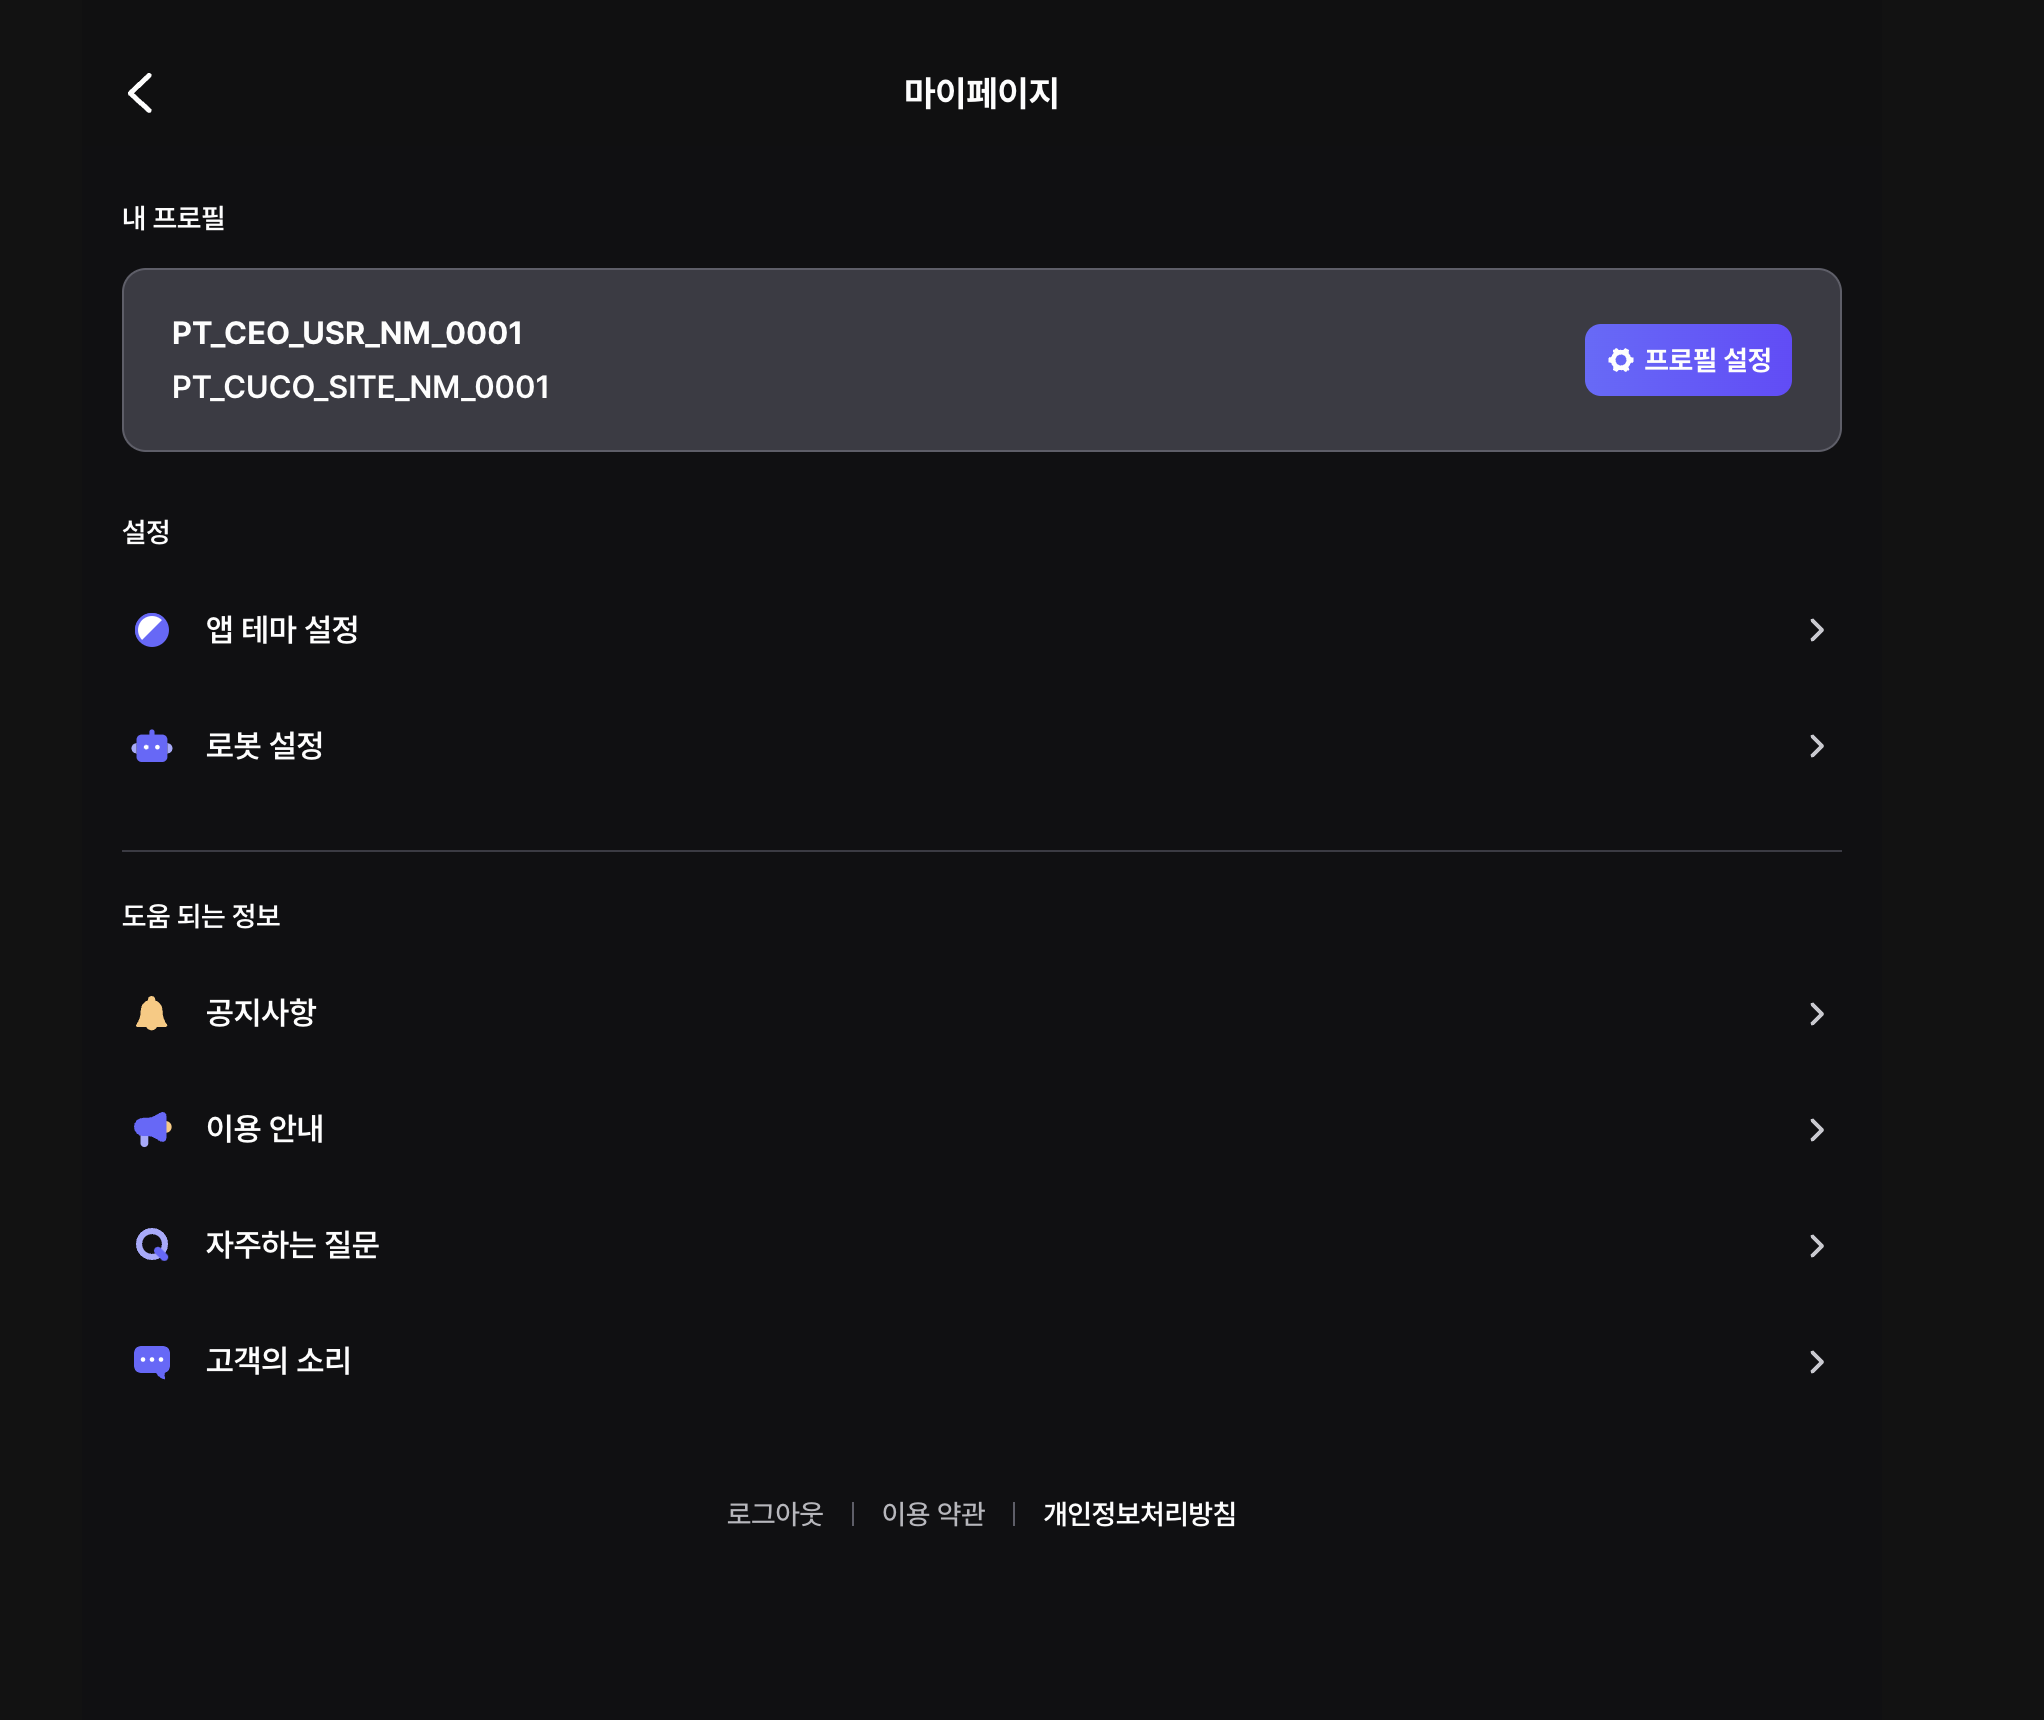 마이페이지
내 프로필
PT_CEO_USR_NM_0001
PT_CUCO_SITE_NM_0001
프로필 설정
설정
앱 테마 설정
로봇 설정
도움 되는 정보
공지사항
이용 안내
자주하는 질문
고객의 소리
로그아웃 | 이용 약관 | 개인정보처리방침